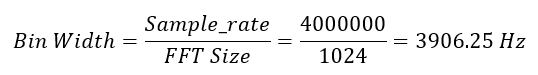 Bin Width = Sample_rate / FFT Size = 4000000 / 1024 = 3906.25 Hz